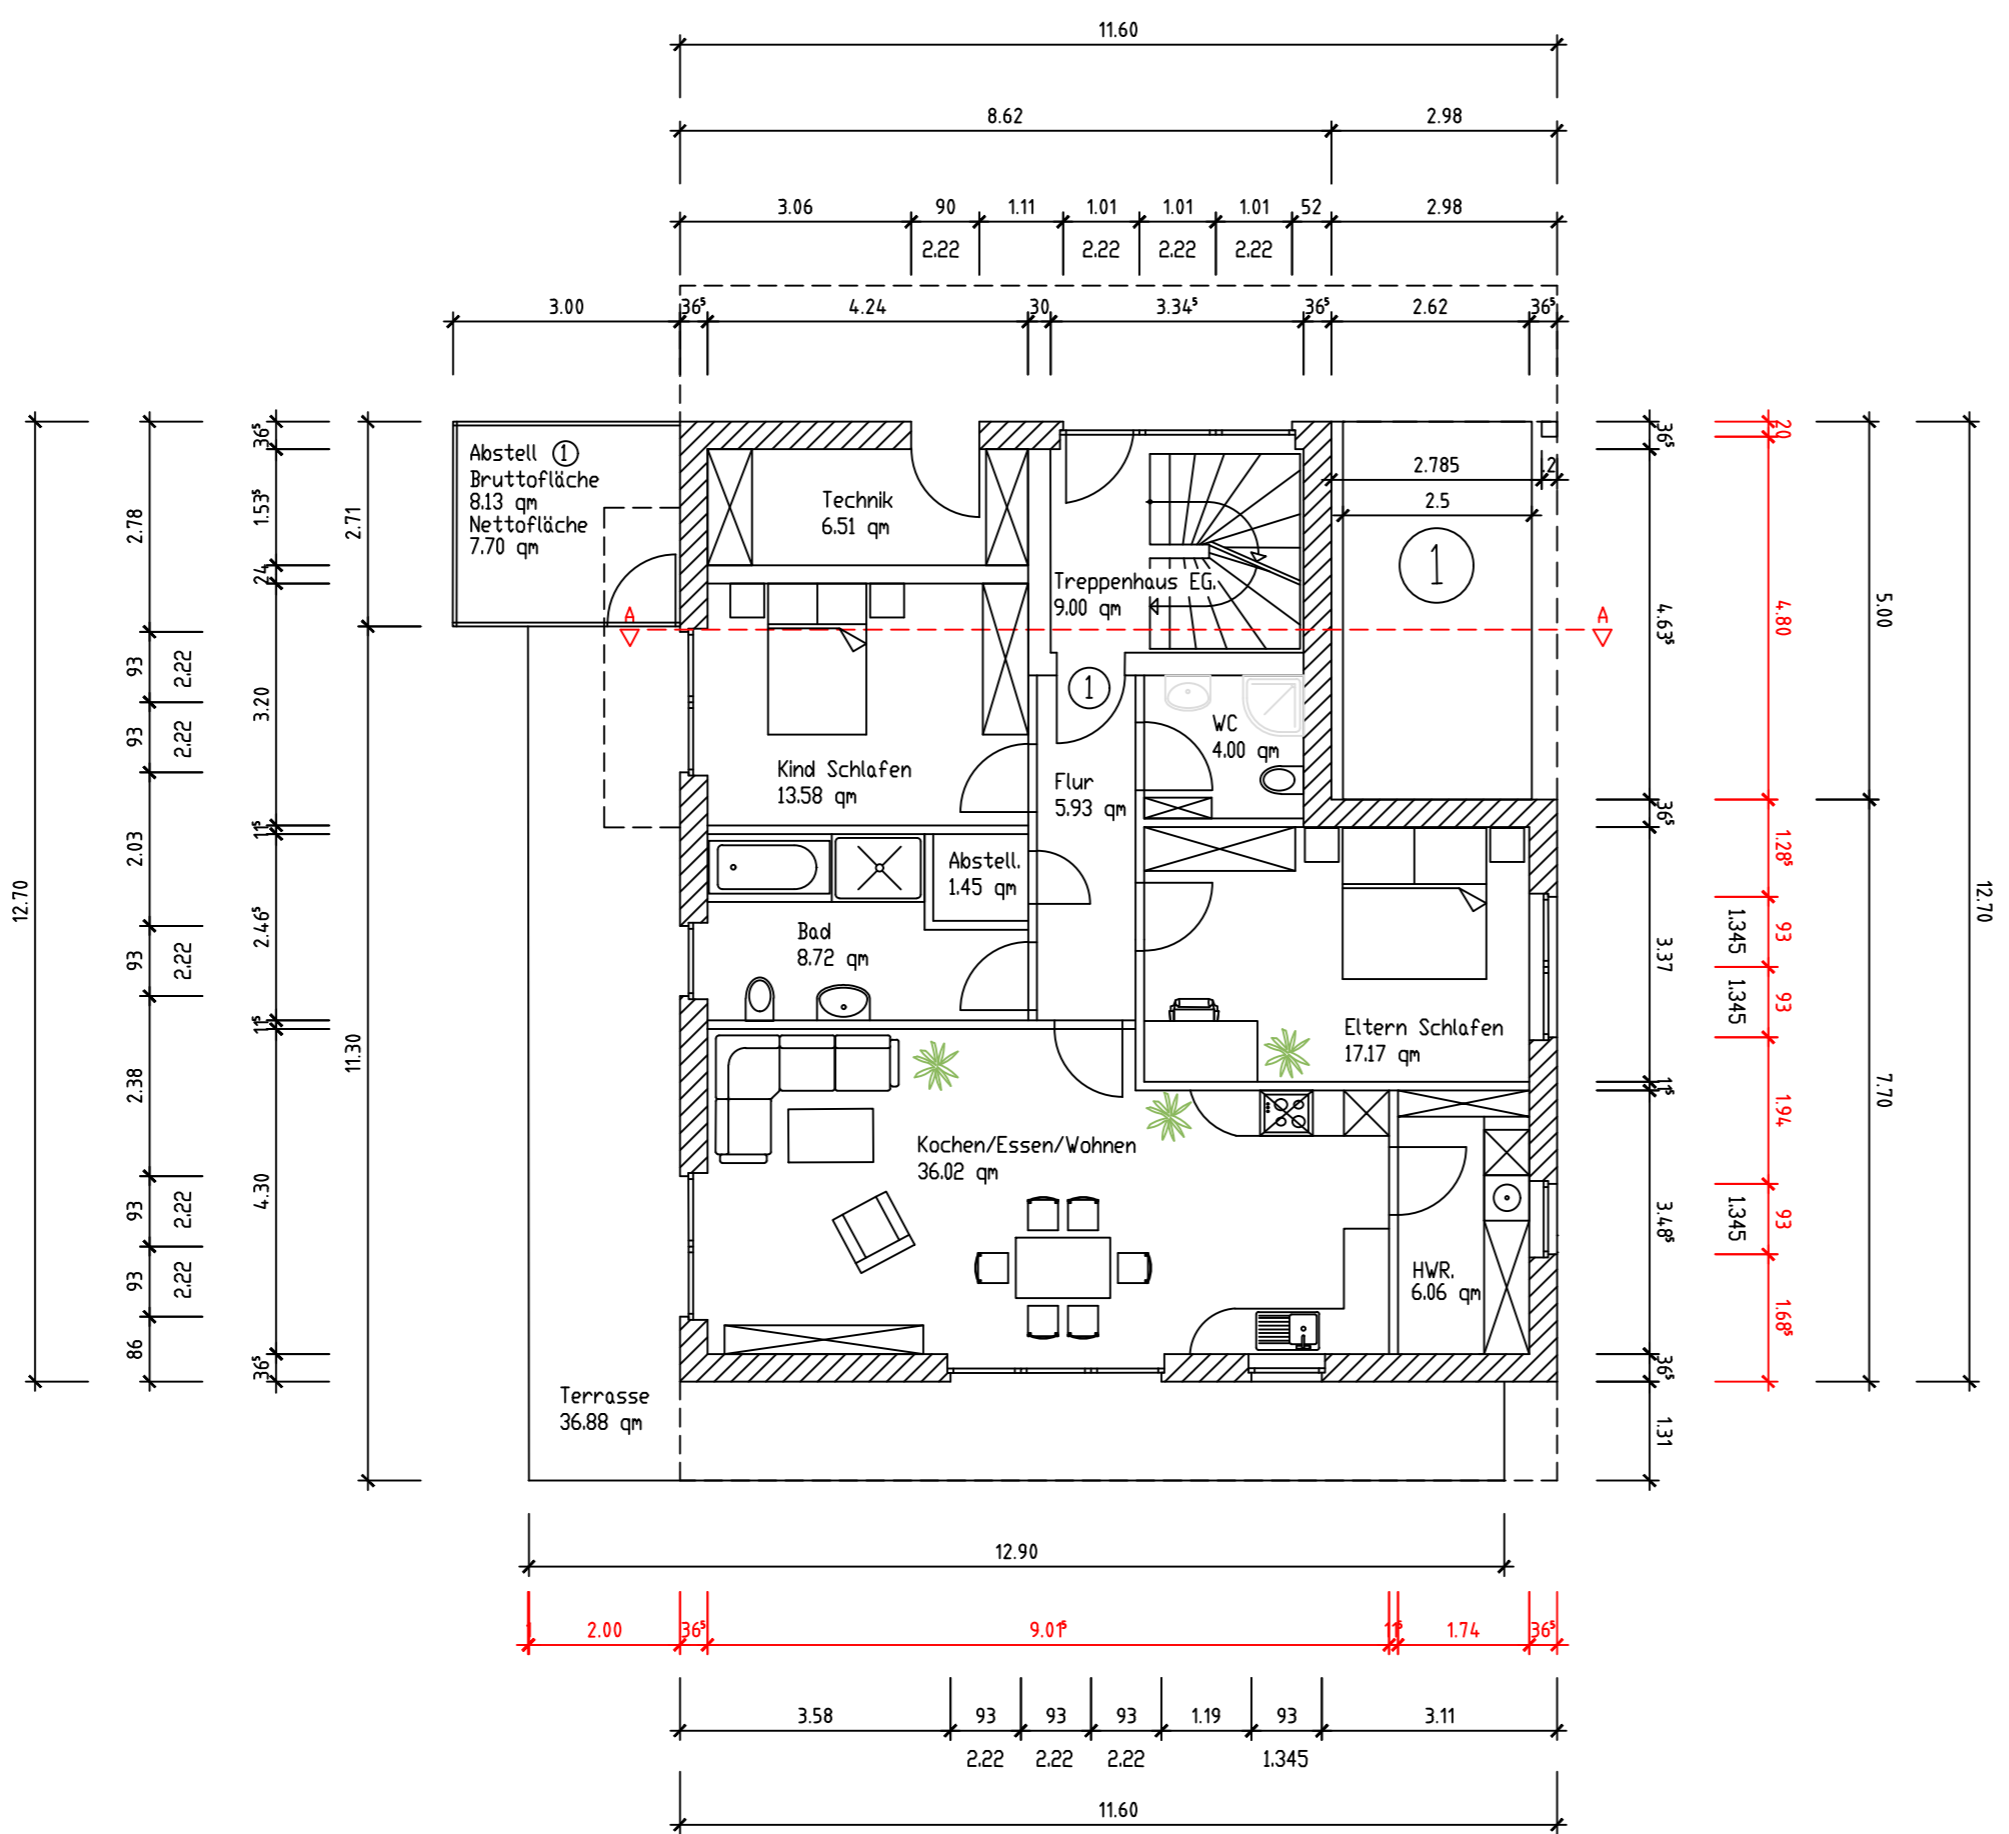 11.60
8.62 2.98
3.06 90 1.11 1.01 1.01 1.01 52 2.98
2.22 2.22 2.22 2.22
3.00 36⁵ 4.24 30 3.34⁵ 36⁵ 2.62 36⁵
Abstell 1
Bruttofläche
8.13 qm
Nettofläche
7.70 qm
Technik
6.51 qm
Treppenhaus EG.
9.00 qm
2.785 .2
2.5
1
A
A
1
WC
4.00 qm
Kind Schlafen
13.58 qm
Flur
5.93 qm
Abstell.
1.45 qm
Bad
8.72 qm
Eltern Schlafen
17.17 qm
Kochen/Essen/Wohnen
36.02 qm
HWR.
6.06 qm
Terrasse
36.88 qm
12.70
2.78
93
93
2.03
93
2.38
93
93
86
2.22
2.22
2.22
2.22
2.22
36⁵
1.53⁵
24
3.20
11⁵
2.46⁵
11⁵
4.30
36⁵
2.71
11.30
36⁵
4.63⁵
36⁵
3.37
11⁵
3.48⁵
36⁵
1.31
1.345
1.345
1.345
20
4.80
1.28⁵
93
93
1.94
93
1.68⁵
5.00
7.70
12.70
12.90
2.00 36⁵ 9.01⁵ 11⁵ 1.74 36⁵
3.58 93 93 93 1.19 93 3.11
2.22 2.22 2.22 1.345
11.60